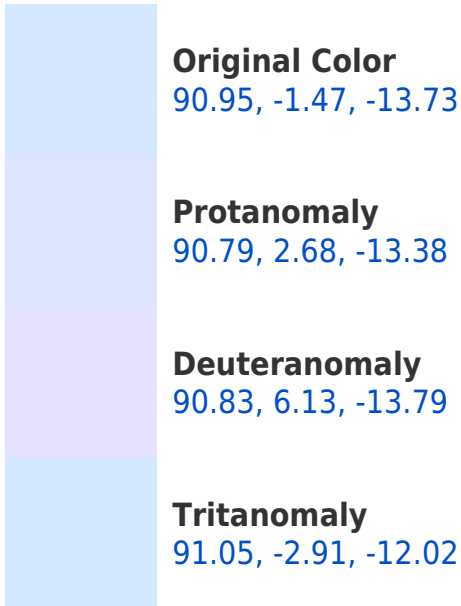 Original Color
90.95, -1.47, -13.73
Protanomaly
90.79, 2.68, -13.38
Deuteranomaly
90.83, 6.13, -13.79
Tritanomaly
91.05, -2.91, -12.02